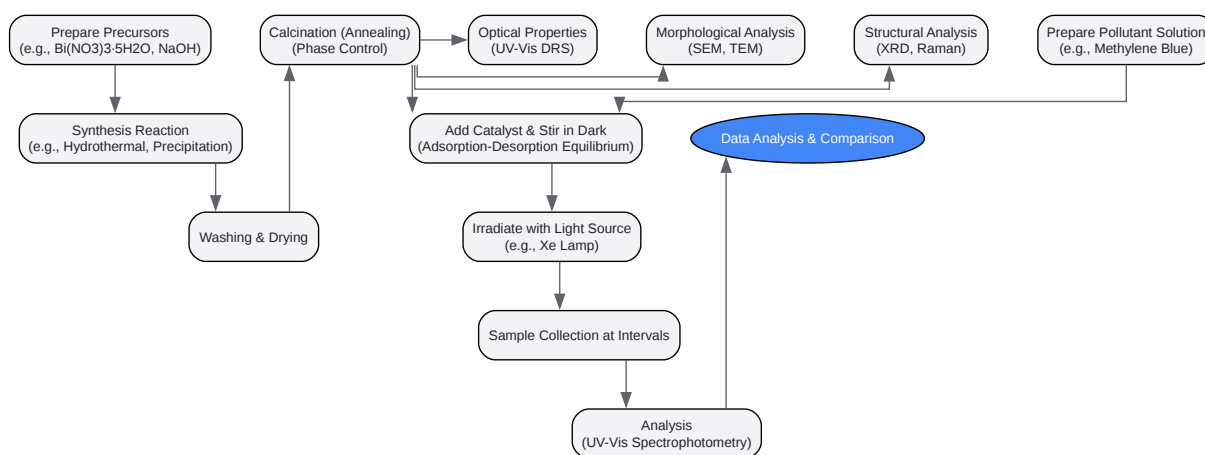 Prepare Precursors
(e.g., Bi(NO3)3·5H2O, NaOH)
Calcination (Annealing)
(Phase Control)
Optical Properties
(UV-Vis DRS)
Morphological Analysis
(SEM, TEM)
Structural Analysis
(XRD, Raman)
Prepare Pollutant Solution
(e.g., Methylene Blue)
Synthesis Reaction
(e.g., Hydrothermal, Precipitation)
Add Catalyst & Stir in Dark
(Adsorption-Desorption Equilibrium)
Data Analysis & Comparison
Washing & Drying
Irradiate with Light Source
(e.g., Xe Lamp)
Sample Collection at Intervals
Analysis
(UV-Vis Spectrophotometry)